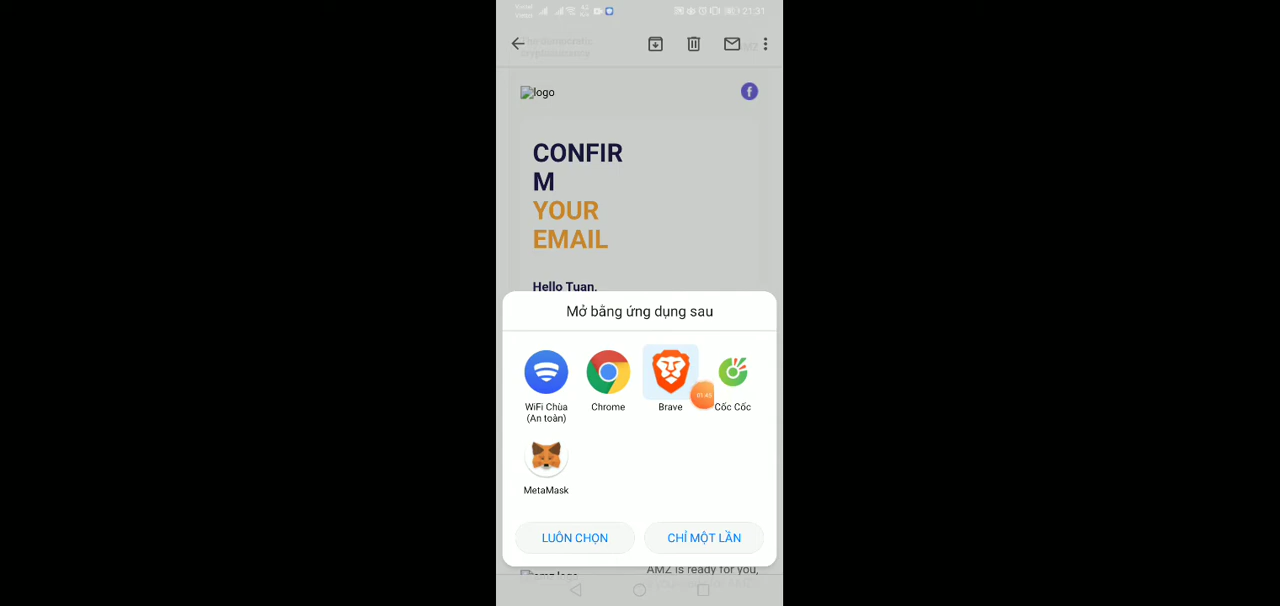 21:31
logo
CONFIR
M
YOUR
EMAIL
Hello Tuan,
Mở bằng ứng dụng sau
WiFi Chùa
(An toàn)
Chrome
Brave
Cốc Cốc
MetaMask
LUÔN CHỌN
CHỈ MỘT LẦN
AMZ is ready for you,